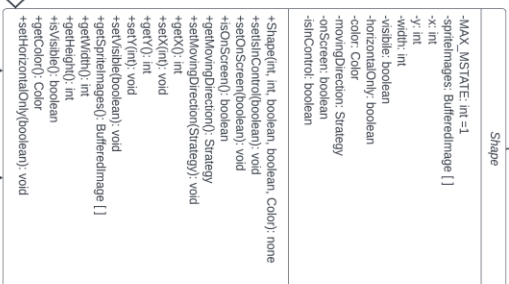 Shape
-MAX_MSTATE: int =1
-spriteImages: BufferedImage [ ]
-x: int
-y: int
-width: int
-visibile: boolean
-horizontalOnly: boolean
-color: Color
-movingDirection: Strategy
-onScreen: boolean
-isInControl: boolean
+Shape(int, int, boolean, boolean, Color): none
+setIsInControl(boolean): void
+setOnScreen(boolean): void
+isOnScreen(): boolean
+getMovingDirection(): Strategy
+setMovingDirection(Strategy): void
+getX(): int
+setX(int): void
+getY(): int
+setY(int): void
+setVisible(boolean): void
+getSpriteImages(): BufferedImage [ ]
+getWidth(): int
+getHeight(): int
+isVisible(): boolean
+getColor(): Color
+setHorizontalOnly(boolean): void